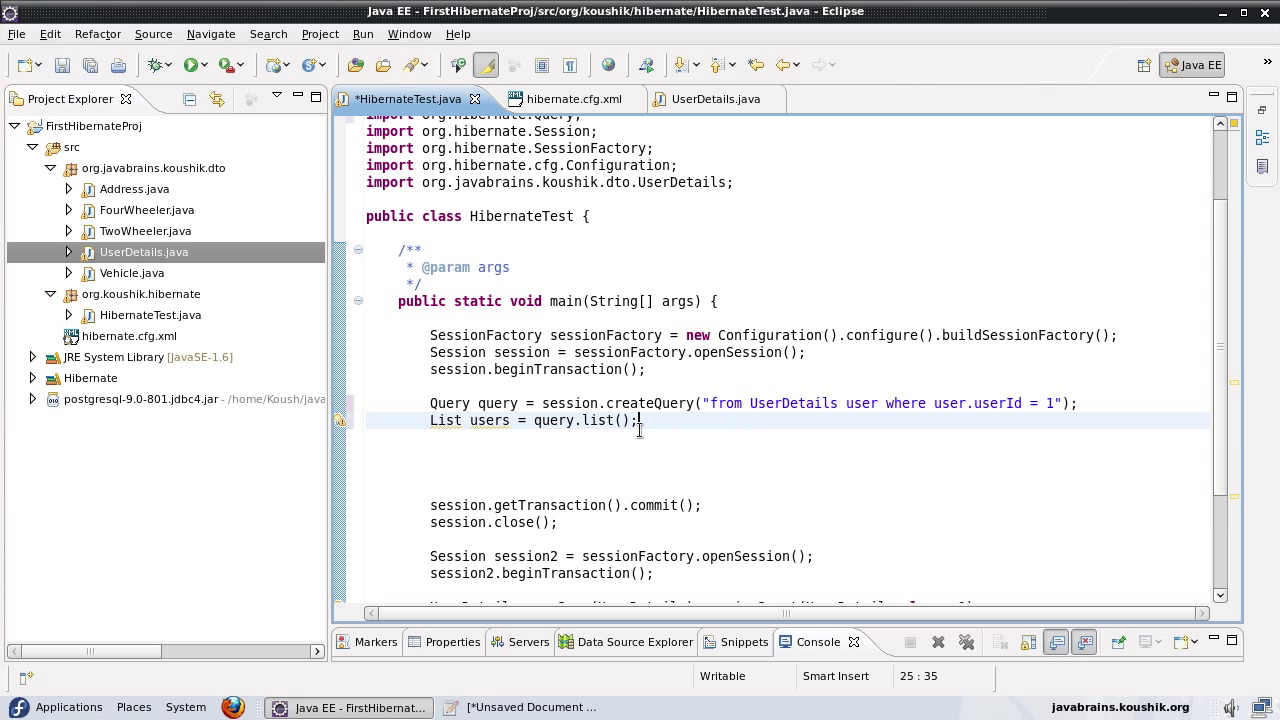 Java EE - FirstHibernateProj/src/org/koushik/hibernate/HibernateTest.java - Eclipse
File Edit Refactor Source Navigate Search Project Run Window Help
Java EE
Project Explorer
*HibernateTest.java
hibernate.cfg.xml
UserDetails.java
FirstHibernateProj
src
org.javabrains.koushik.dto
Address.java
FourWheeler.java
TwoWheeler.java
UserDetails.java
Vehicle.java
org.koushik.hibernate
HibernateTest.java
hibernate.cfg.xml
JRE System Library [JavaSE-1.6]
Hibernate
postgresql-9.0-801.jdbc4.jar - /home/Koush/java
import org.hibernate.Query;
import org.hibernate.Session;
import org.hibernate.SessionFactory;
import org.hibernate.cfg.Configuration;
import org.javabrains.koushik.dto.UserDetails;
public class HibernateTest {
/**
* @param args
*/
public static void main(String[] args) {
SessionFactory sessionFactory = new Configuration().configure().buildSessionFactory();
Session session = sessionFactory.openSession();
session.beginTransaction();
Query query = session.createQuery("from UserDetails user where user.userId = 1");
List users = query.list();
session.getTransaction().commit();
session.close();
Session session2 = sessionFactory.openSession();
session2.beginTransaction();
Markers
Properties
Servers
Data Source Explorer
Snippets
Console
Writable
Smart Insert
25 : 35
Applications Places System
Java EE - FirstHibernat...
[*Unsaved Document ...
javabrains.koushik.org